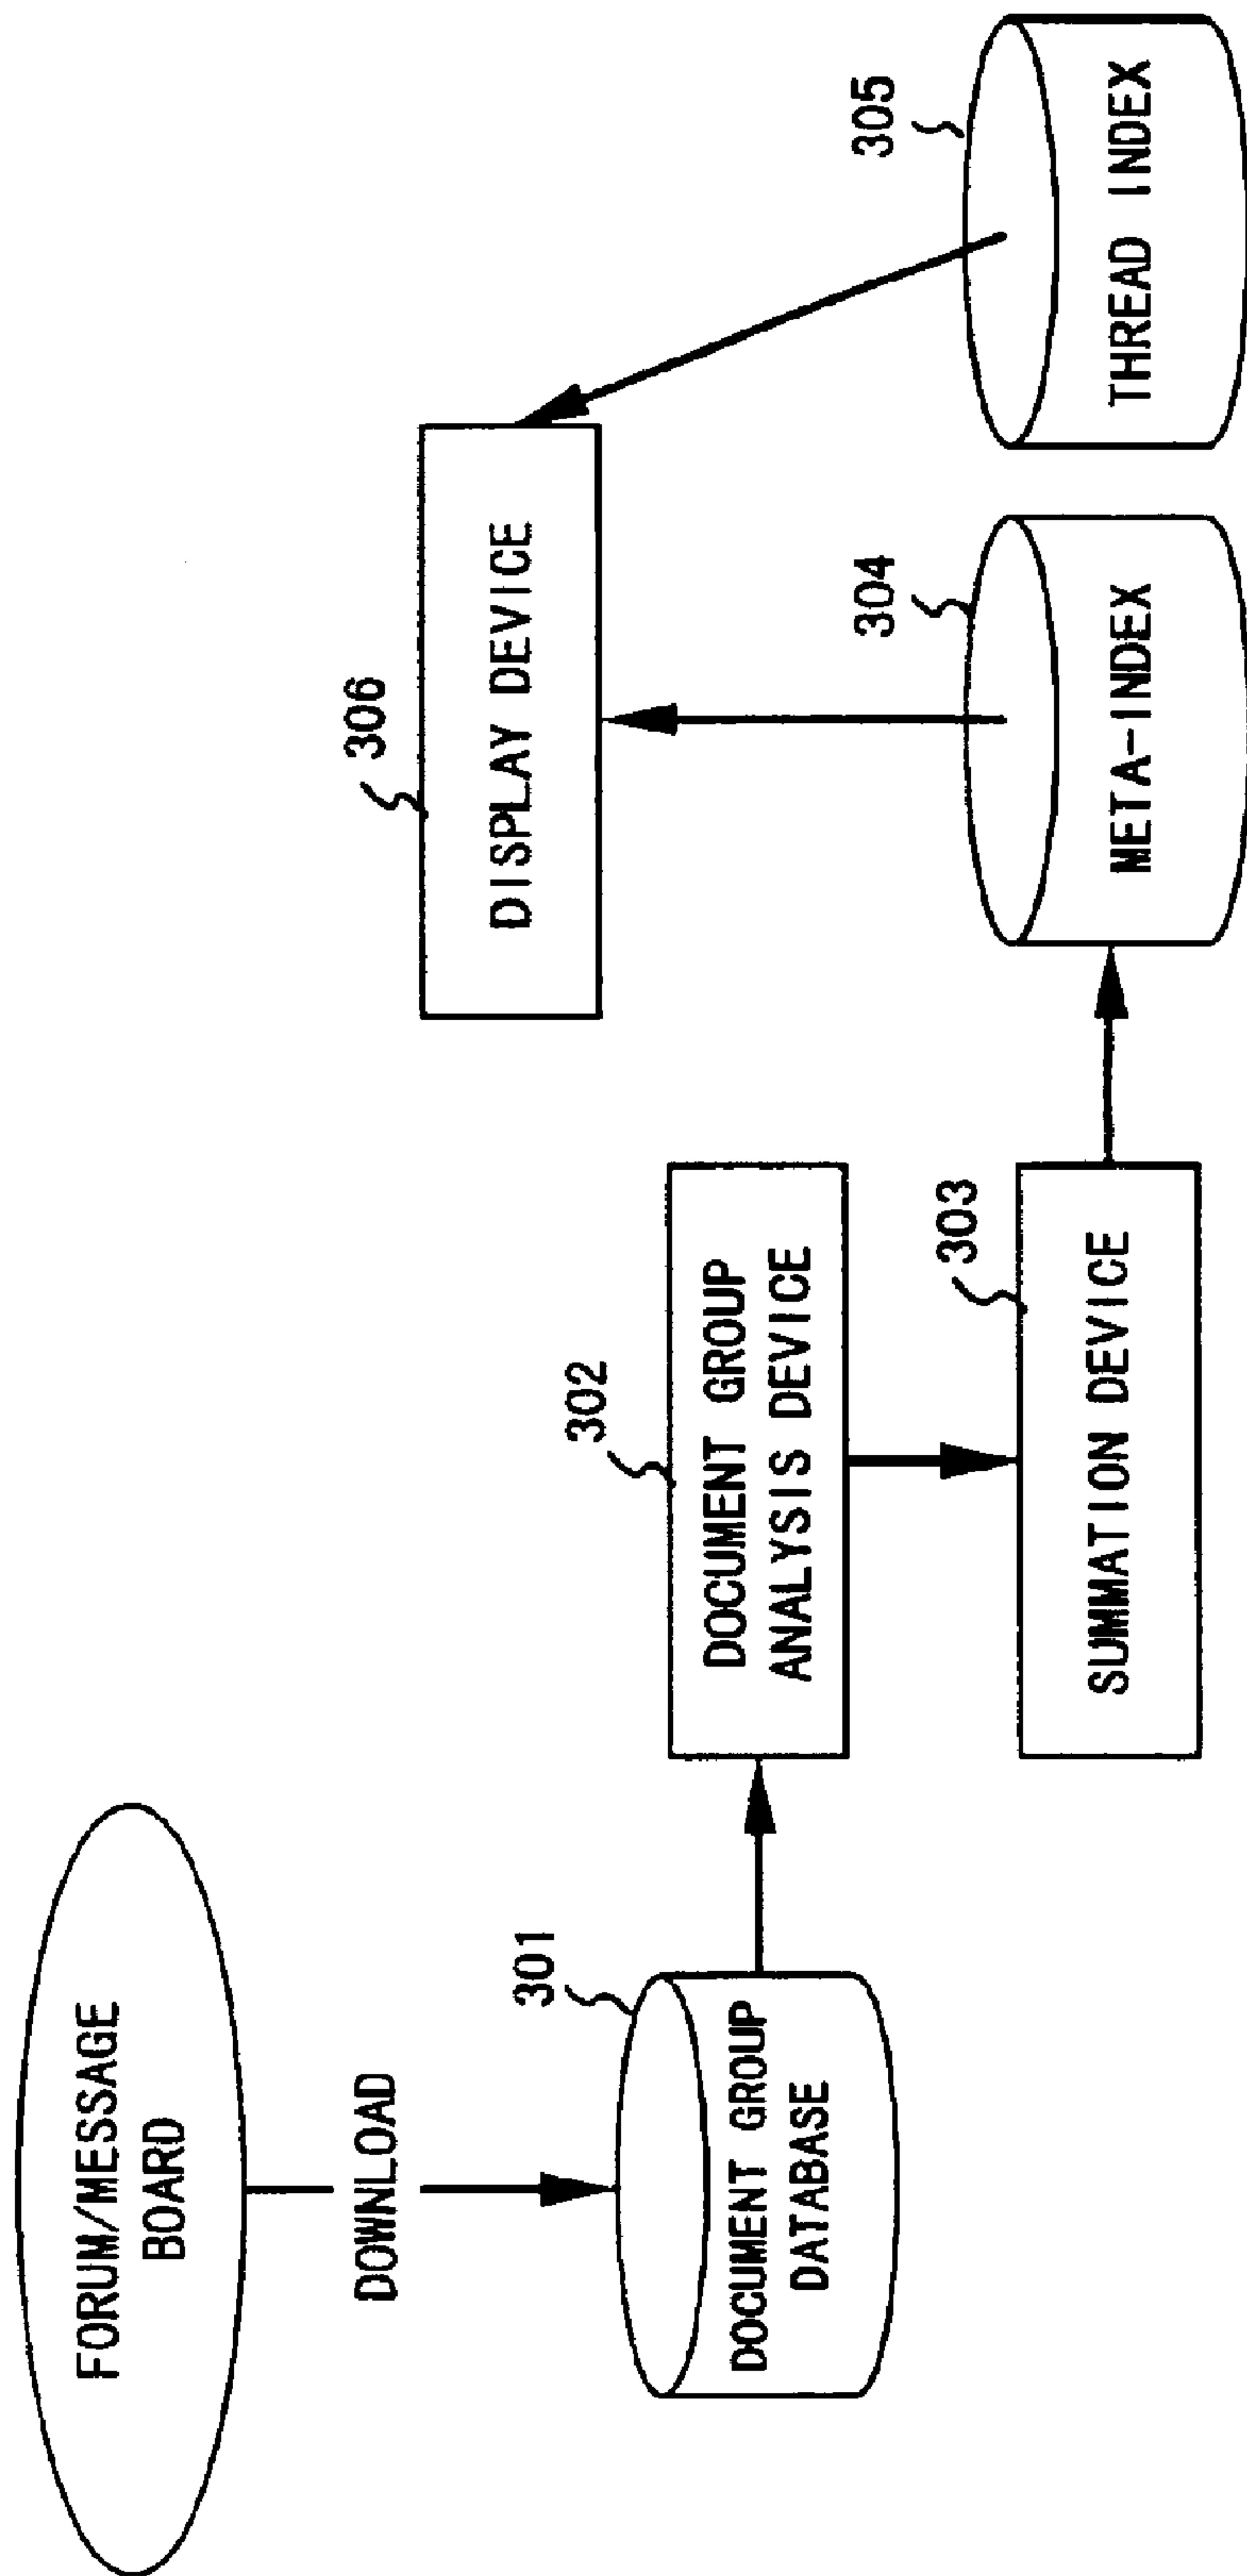 FORUM/MESSAGE
BOARD
DOWNLOAD
301
DOCUMENT GROUP
DATABASE
302
DOCUMENT GROUP
ANALYSIS DEVICE
303
SUMMATION DEVICE
306
DISPLAY DEVICE
304
META-INDEX
305
THREAD INDEX